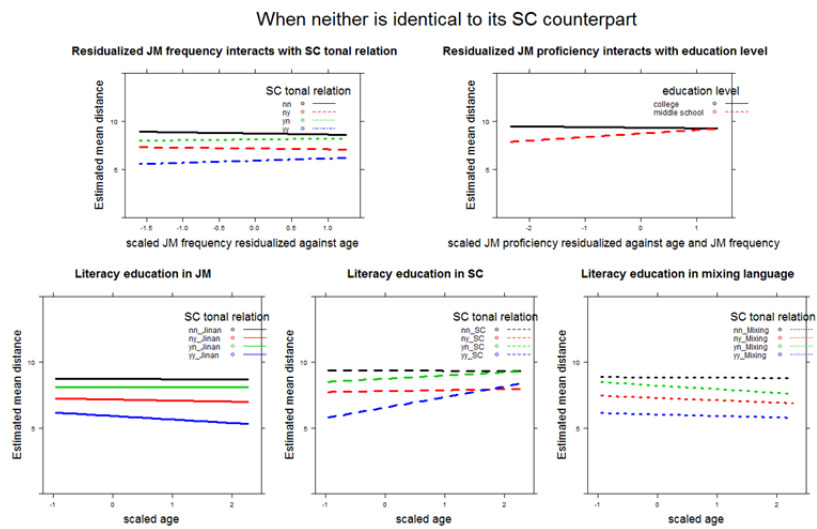 When neither is identical to its SC counterpart
Residualized JM frequency interacts with SC tonal relation
Residualized JM proficiency interacts with education level
Estimated mean distance
10
5
SC tonal relation
nn
ny
yn
yy
-1.5
-1.0
-0.5
0.0
0.5
1.0
scaled JM frequency residualized against age
Estimated mean distance
10
5
education level
college
middle school
-2
-1
0
1
scaled JM proficiency residualized against age and JM frequency
Literacy education in JM
Literacy education in SC
Literacy education in mixing language
Estimated mean distance
10
5
SC tonal relation
nn_Jinan
ny_Jinan
yn_Jinan
yy_Jinan
-1
0
1
2
scaled age
Estimated mean distance
10
5
SC tonal relation
nn_SC
ny_SC
yn_SC
yy_SC
-1
0
1
2
scaled age
Estimated mean distance
10
5
SC tonal relation
nn_Mixing
ny_Mixing
yn_Mixing
yy_Mixing
-1
0
1
2
scaled age